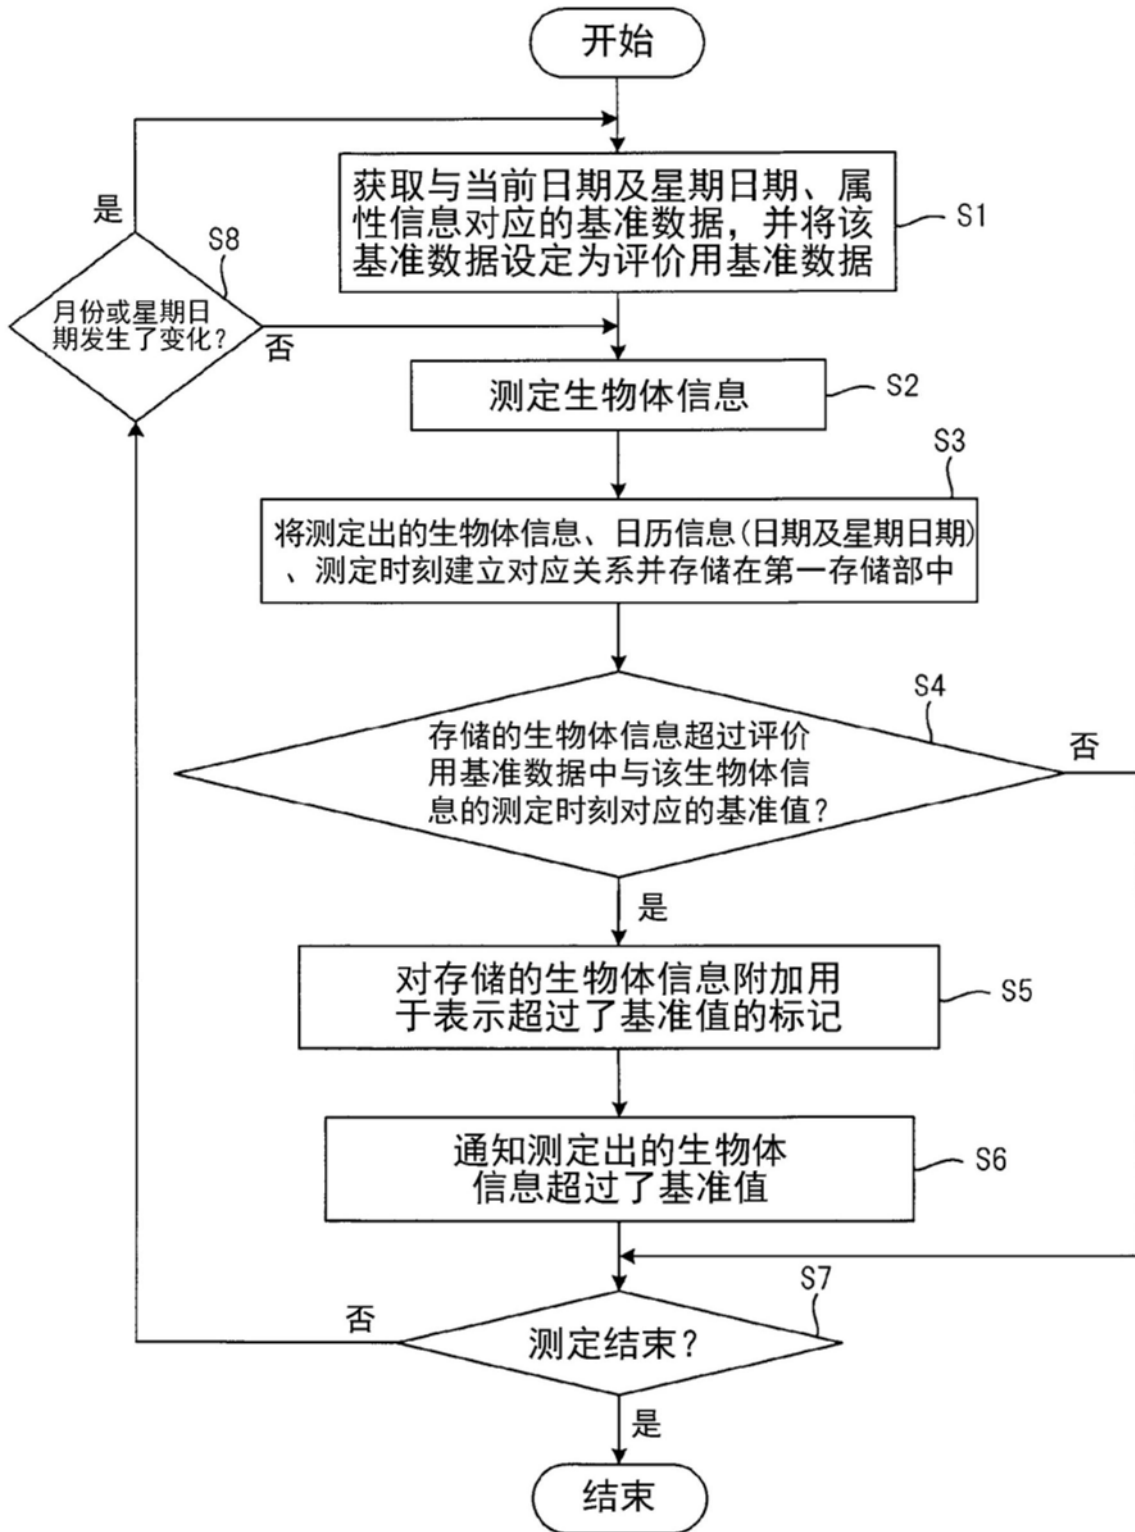 开始
获取与当前日期及星期日期、属
性信息对应的基准数据，并将该
基准数据设定为评价用基准数据
S1
是
S8
月份或星期日
期发生了变化？
否
测定生物体信息
S2
S3
将测定出的生物体信息、日历信息(日期及星期日期)
、测定时刻建立对应关系并存储在第一存储部中
S4
存储的生物体信息超过评价
用基准数据中与该生物体信
息的测定时刻对应的基准值？
否
是
对存储的生物体信息附加用
于表示超过了基准值的标记
S5
通知测定出的生物体
信息超过了基准值
S6
S7
否
测定结束？
是
结束